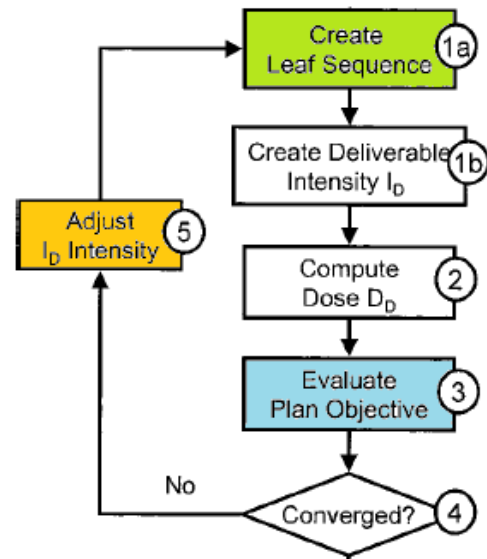 Create
Leaf Sequence
1a
Create Deliverable
Intensity I_D
1b
Adjust
I_D Intensity
5
Compute
Dose D_D
2
Evaluate
Plan Objective
3
No
Converged?
4